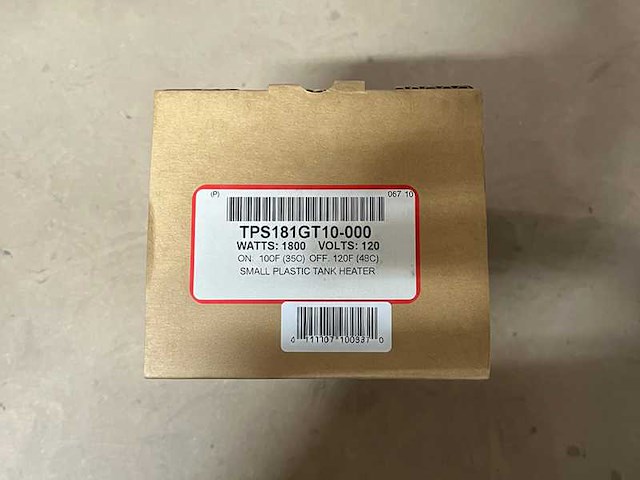 (P) 067 10
TPS181GT10-000
WATTS: 1800 VOLTS: 120
ON: 100F (35C) OFF: 120F (48C)
SMALL PLASTIC TANK HEATER
0 11107 10083 0